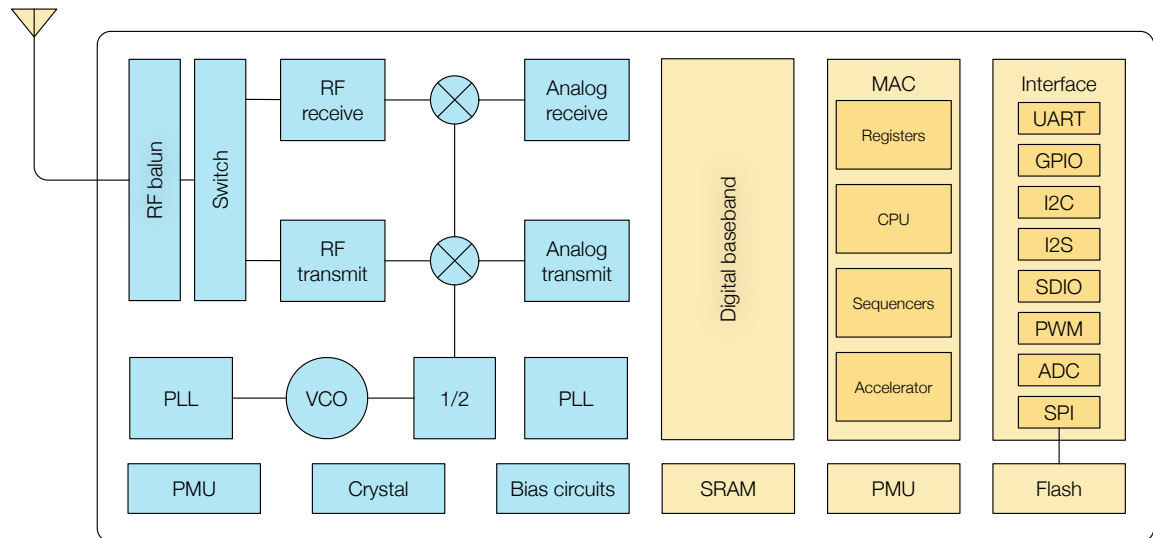 RF balun
Switch
RF
receive
Analog
receive
RF
transmit
Analog
transmit
PLL
VCO
1/2
PLL
PMU
Crystal
Bias circuits
Digital baseband
SRAM
MAC
Registers
CPU
Sequencers
Accelerator
PMU
Interface
UART
GPIO
I2C
I2S
SDIO
PWM
ADC
SPI
Flash